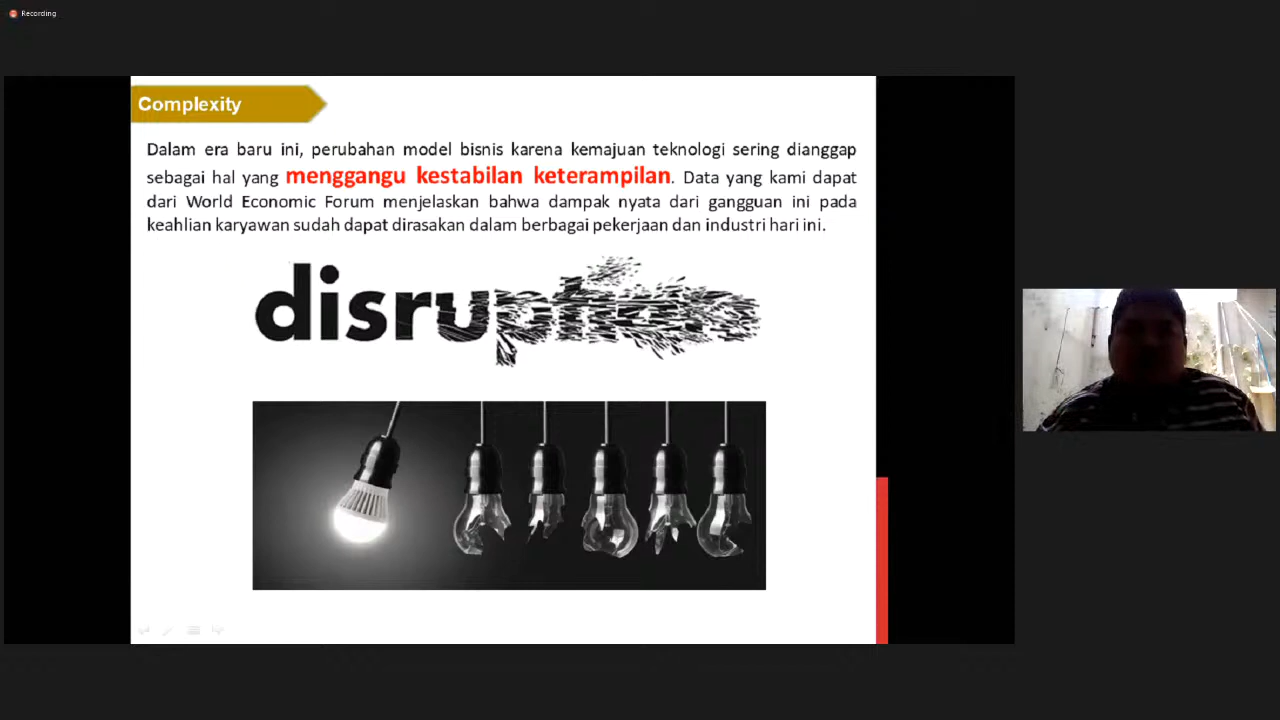 Recording
Complexity
Dalam era baru ini, perubahan model bisnis karena kemajuan teknologi sering dianggap
sebagai hal yang menggangu kestabilan keterampilan. Data yang kami dapat
dari World Economic Forum menjelaskan bahwa dampak nyata dari gangguan ini pada
keahlian karyawan sudah dapat dirasakan dalam berbagai pekerjaan dan industri hari ini.
disruption